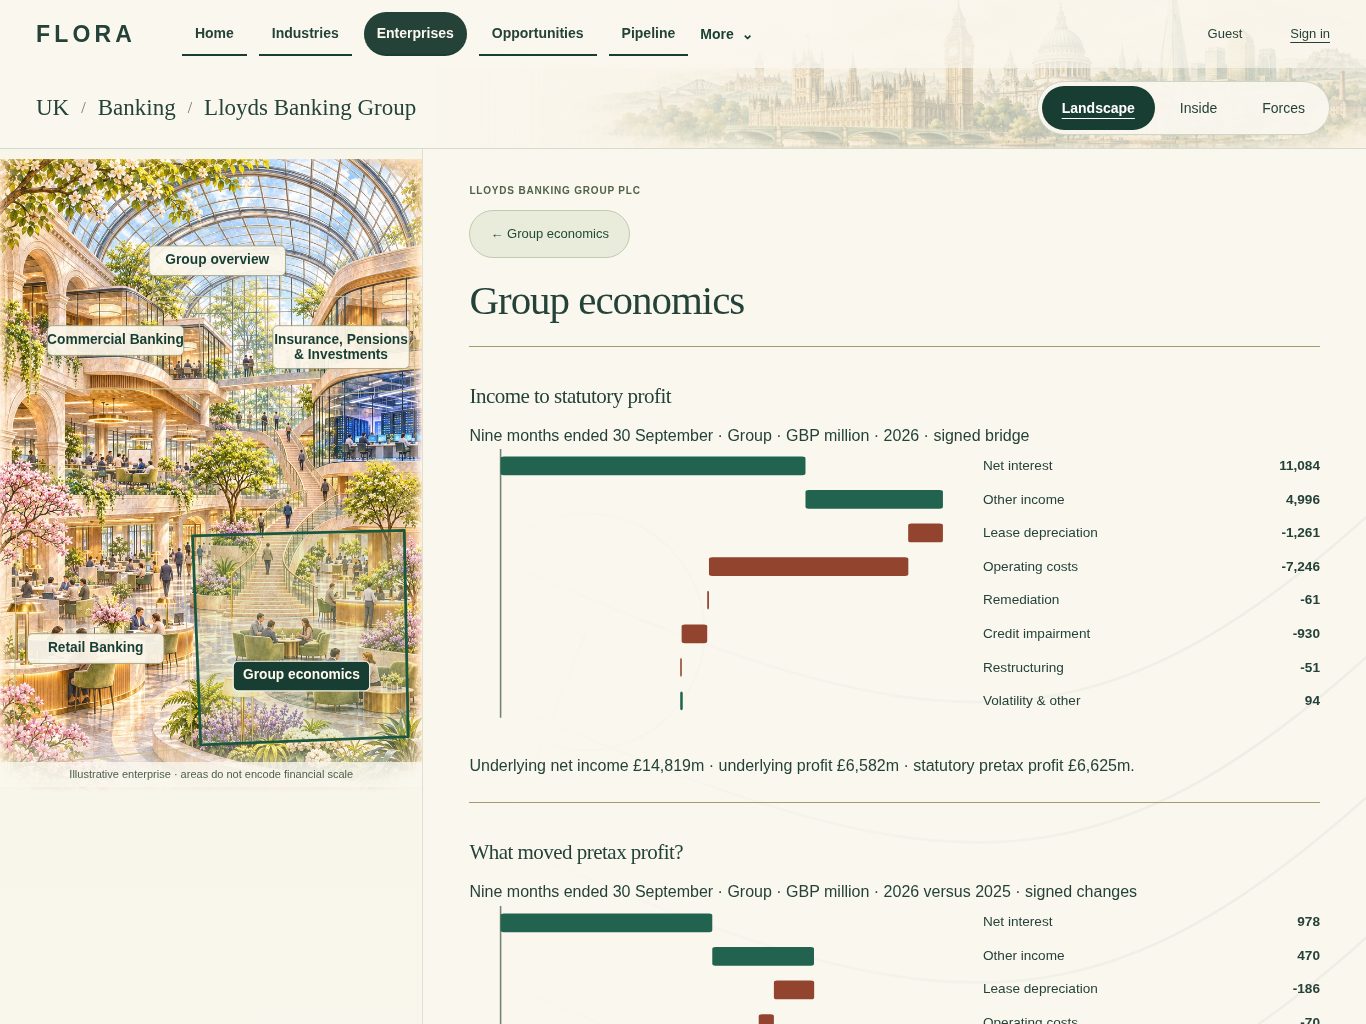 FLORA
Home
Industries
Enterprises
Opportunities
Pipeline
More
Guest
Sign in
UK / Banking / Lloyds Banking Group
Landscape
Inside
Forces
Group overview
Commercial Banking
Insurance, Pensions
& Investments
Retail Banking
Group economics
Illustrative enterprise · areas do not encode financial scale
LLOYDS BANKING GROUP PLC
← Group economics
Group economics
Income to statutory profit
Nine months ended 30 September · Group · GBP million · 2026 · signed bridge
Net interest 11,084
Other income 4,996
Lease depreciation -1,261
Operating costs -7,246
Remediation -61
Credit impairment -930
Restructuring -51
Volatility & other 94
Underlying net income £14,819m · underlying profit £6,582m · statutory pretax profit £6,625m.
What moved pretax profit?
Nine months ended 30 September · Group · GBP million · 2026 versus 2025 · signed changes
Net interest 978
Other income 470
Lease depreciation -186
Operating costs -70